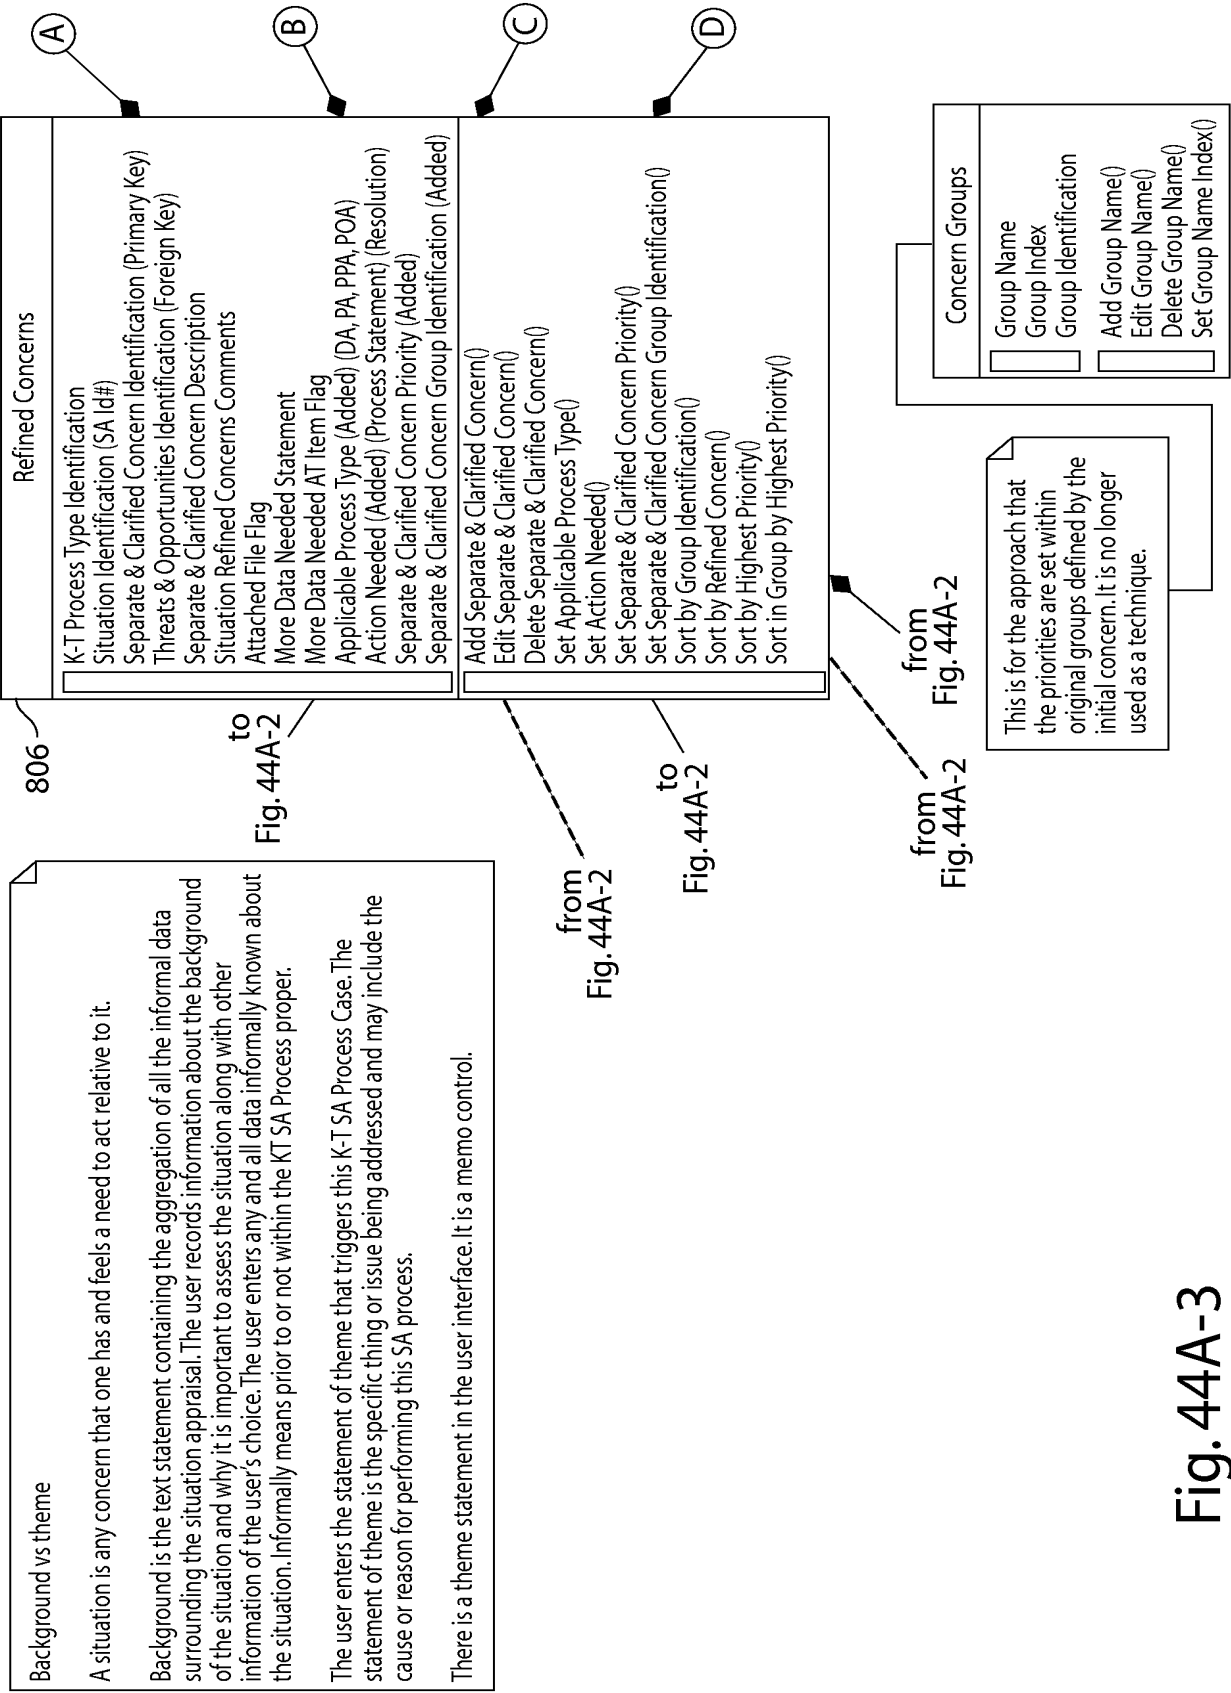 Background vs theme
A situation is any concern that one has and feels a need to act relative to it.
Background is the text statement containing the aggregation of all the informal data
surrounding the situation appraisal. The user records information about the background
of the situation and why it is important to assess the situation along with other
information of the user's choice. The user enters any and all data informally known about
the situation. Informally means prior to or not within the KT SA Process proper.
The user enters the statement of theme that triggers this K-T SA Process Case. The
statement of theme is the specific thing or issue being addressed and may include the
cause or reason for performing this SA process.
There is a theme statement in the user interface. It is a memo control.
806
Refined Concerns
K-T Process Type Identification
Situation Identification (SA Id#)
Separate & Clarified Concern Identification (Primary Key)
Threats & Opportunities Identification (Foreign Key)
Separate & Clarified Concern Description
Situation Refined Concerns Comments
Attached File Flag
More Data Needed Statement
More Data Needed AT Item Flag
Applicable Process Type (Added) (DA, PA, PPA, POA)
Action Needed (Added) (Process Statement) (Resolution)
Separate & Clarified Concern Priority (Added)
Separate & Clarified Concern Group Identification (Added)
Add Separate & Clarified Concern()
Edit Separate & Clarified Concern()
Delete Separate & Clarified Concern()
Set Applicable Process Type()
Set Action Needed()
Set Separate & Clarified Concern Priority()
Set Separate & Clarified Concern Group Identification()
Sort by Group Identification()
Sort by Refined Concern()
Sort by Highest Priority()
Sort in Group by Highest Priority()
A
B
C
D
to
Fig. 44A-2
from
Fig. 44A-2
to
Fig. 44A-2
from
Fig. 44A-2
from
Fig. 44A-2
This is for the approach that
the priorities are set within
original groups defined by the
initial concern. It is no longer
used as a technique.
Concern Groups
Group Name
Group Index
Group Identification
Add Group Name()
Edit Group Name()
Delete Group Name()
Set Group Name Index()
Fig. 44A-3